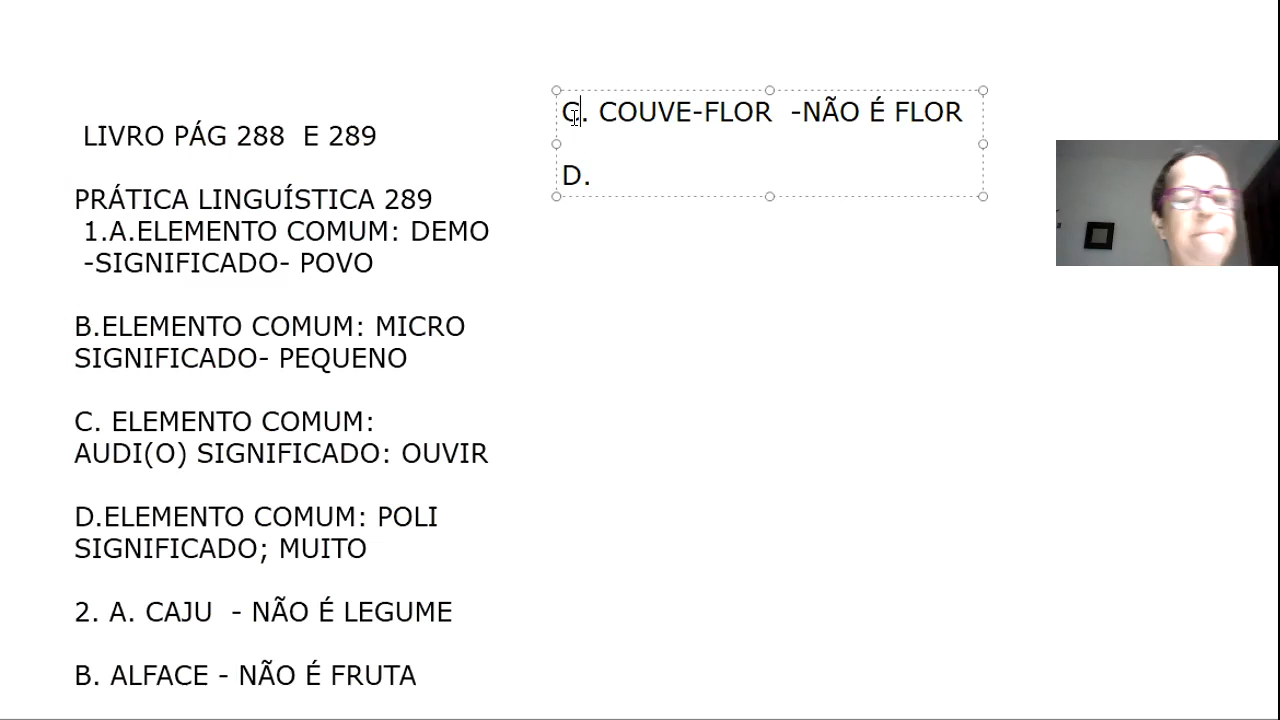 LIVRO PÁG 288 E 289
PRÁTICA LINGUÍSTICA 289
1.A.ELEMENTO COMUM: DEMO
-SIGNIFICADO- POVO
B.ELEMENTO COMUM: MICRO
SIGNIFICADO- PEQUENO
C. ELEMENTO COMUM:
AUDI(O) SIGNIFICADO: OUVIR
D.ELEMENTO COMUM: POLI
SIGNIFICADO; MUITO
2. A. CAJU - NÃO É LEGUME
B. ALFACE - NÃO É FRUTA
C. COUVE-FLOR -NÃO É FLOR
D.